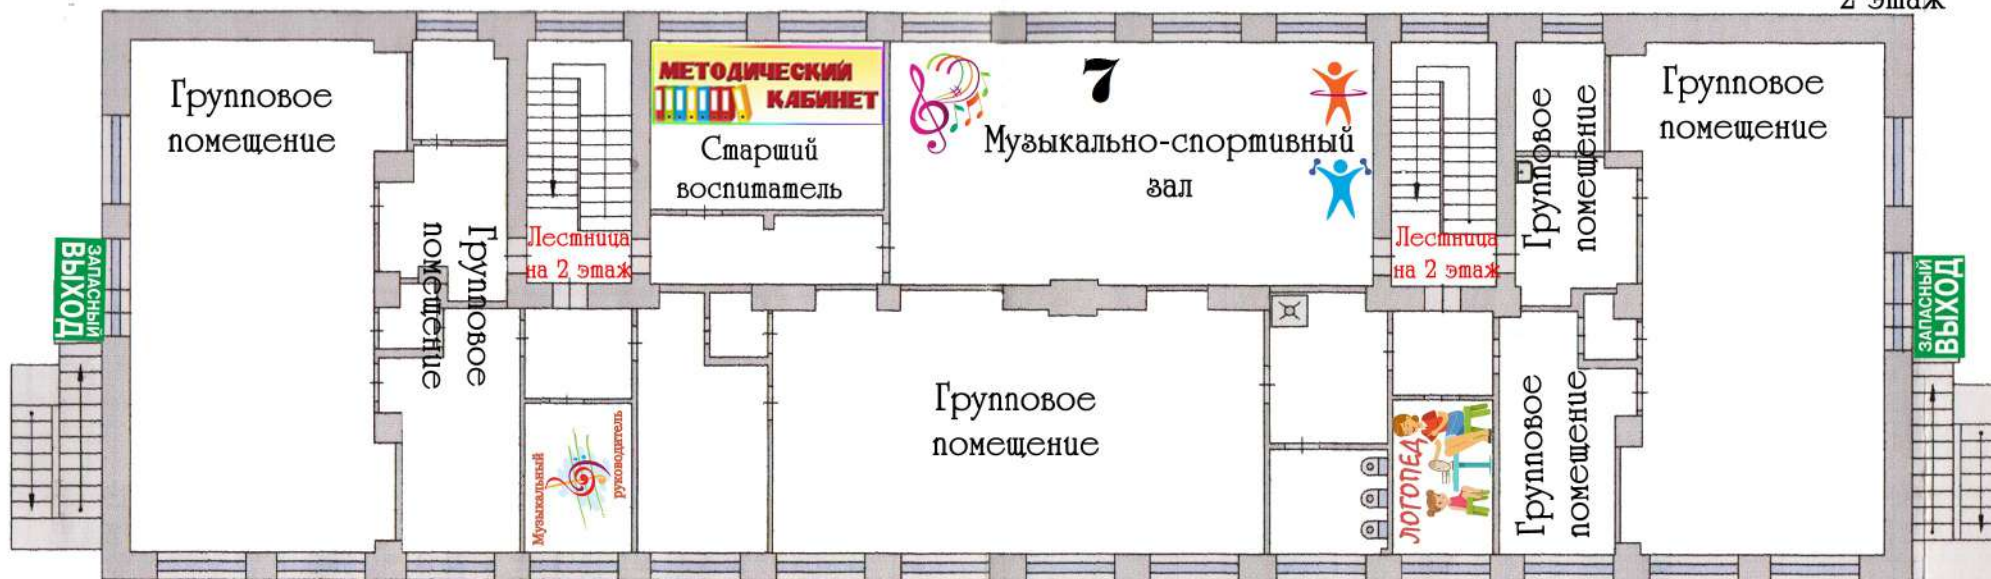 2 этаж
Групповое
помещение
МЕТОДИЧЕСКИЙ
КАБИНЕТ
Старший
воспитатель
7
Музыкально-спортивный
зал
Групповое
помещение
Групповое
помещение
Групповое
помещение
Лестница
на 2 этаж
Лестница
на 2 этаж
ЗАПАСНЫЙ
ВЫХОД
ЗАПАСНЫЙ
ВЫХОД
Музыкальный
руководитель
Групповое
помещение
ЛОГОПЕД
Групповое
помещение